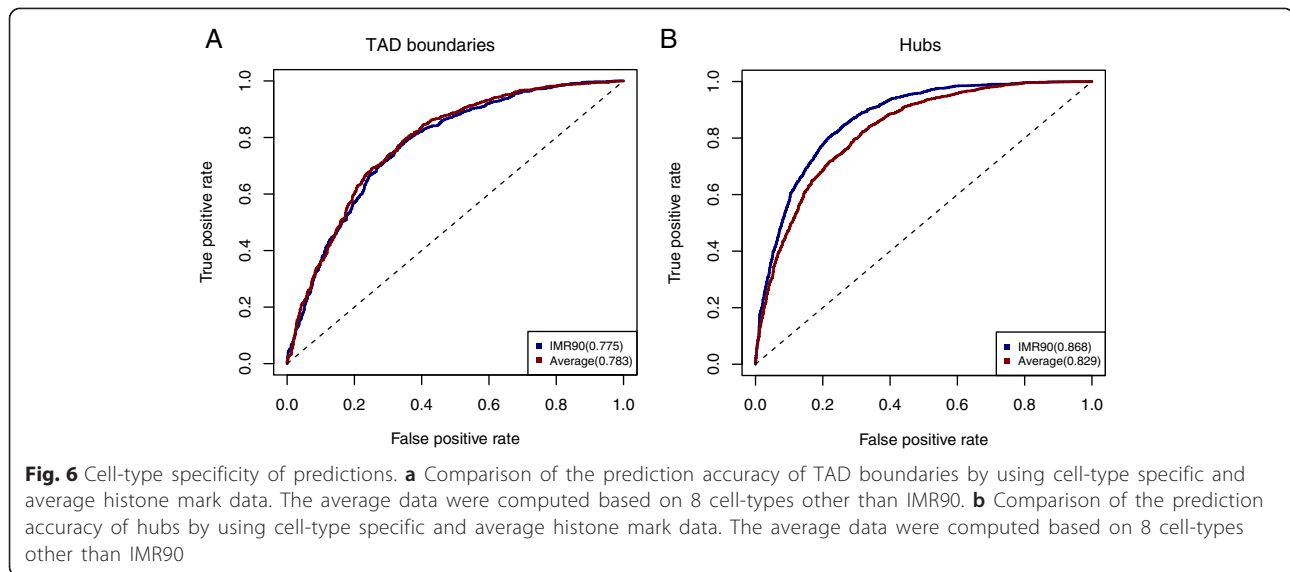 A
TAD boundaries
True positive rate
1.0
0.8
0.6
0.4
0.2
0.0
IMR90(0.775)
Average(0.783)
0.0 0.2 0.4 0.6 0.8 1.0
False positive rate
B
Hubs
True positive rate
1.0
0.8
0.6
0.4
0.2
0.0
IMR90(0.868)
Average(0.829)
0.0 0.2 0.4 0.6 0.8 1.0
False positive rate
Fig. 6 Cell-type specificity of predictions. a Comparison of the prediction accuracy of TAD boundaries by using cell-type specific and
average histone mark data. The average data were computed based on 8 cell-types other than IMR90. b Comparison of the prediction
accuracy of hubs by using cell-type specific and average histone mark data. The average data were computed based on 8 cell-types
other than IMR90